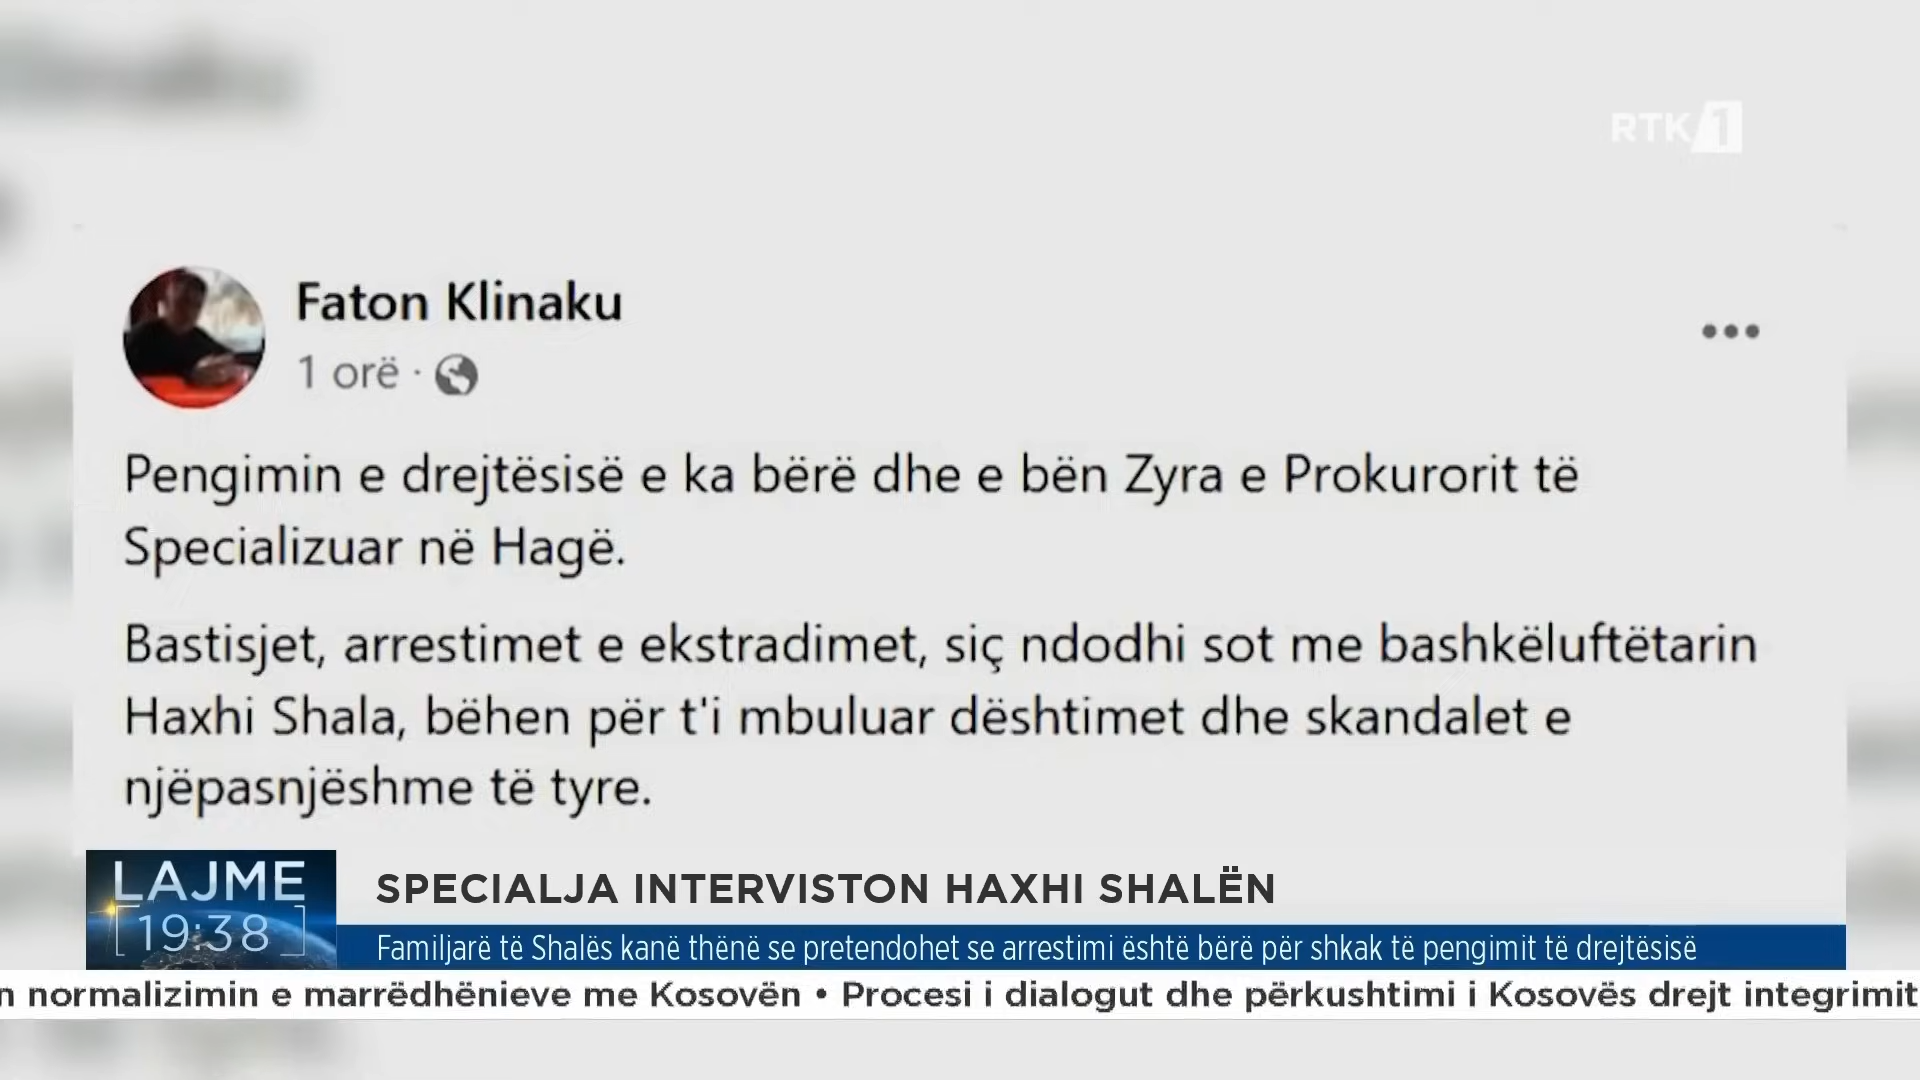 RTK 1
Faton Klinaku
1 orë ·
Pengimin e drejtësisë e ka bërë dhe e bën Zyra e Prokurorit të
Specializuar në Hagë.
Bastisjet, arrestimet e ekstradimet, siç ndodhi sot me bashkëluftëtarin
Haxhi Shala, bëhen për t'i mbuluar dështimet dhe skandalet e
njëpasnjëshme të tyre.
LAJME
19:38
SPECIALJA INTERVISTON HAXHI SHALËN
Familjarë të Shalës kanë thënë se pretendohet se arrestimi është bërë për shkak të pengimit të drejtësisë
n normalizimin e marrëdhënieve me Kosovën • Procesi i dialogut dhe përkushtimi i Kosovës drejt integrimit